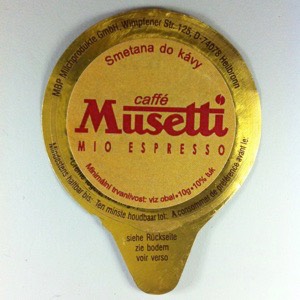 MBP Milchprodukte GmbH, Wimpfener Str. 125, D-74078 Heilbronn
Smetana do kávy
caffé
Musetti
MIO ESPRESSO
Minimální trvanlivost: viz obal • 10g • 10% tuk
Mindestens haltbar bis: Ten minste houdbaar tot: A consommer de préférence avant le:
siehe Rückseite
zie bodem
voir verso